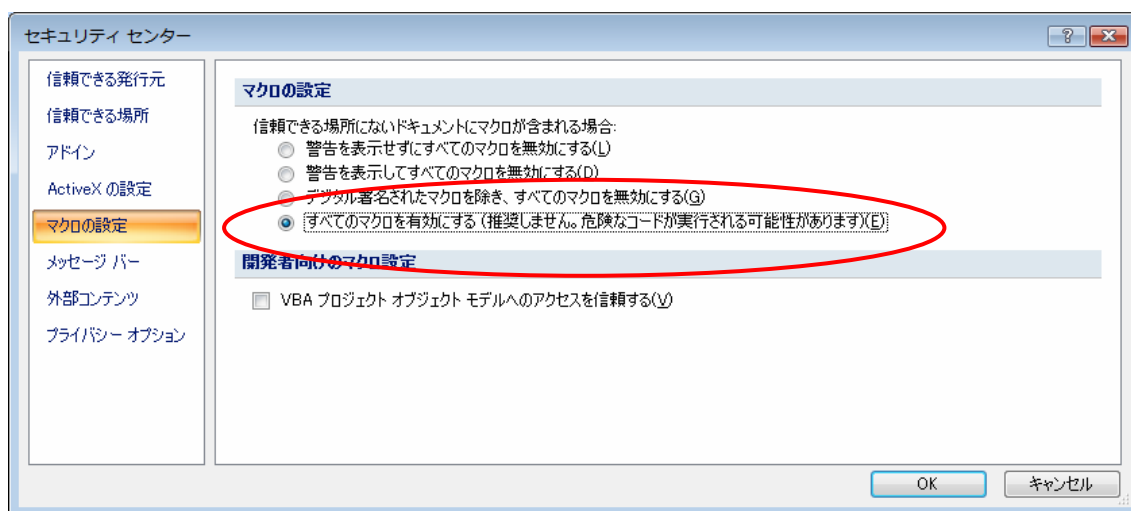 セキュリティ センター
信頼できる発行元
信頼できる場所
アドイン
ActiveX の設定
マクロの設定
メッセージ バー
外部コンテンツ
プライバシー オプション
マクロの設定
信頼できる場所にないドキュメントにマクロが含まれる場合:
警告を表示せずにすべてのマクロを無効にする(L)
警告を表示してすべてのマクロを無効にする(D)
デジタル署名されたマクロを除き、すべてのマクロを無効にする(G)
すべてのマクロを有効にする (推奨しません。危険なコードが実行される可能性があります)(E)
開発者向けのマクロ設定
VBA プロジェクト オブジェクト モデルへのアクセスを信頼する(V)
OK
キャンセル